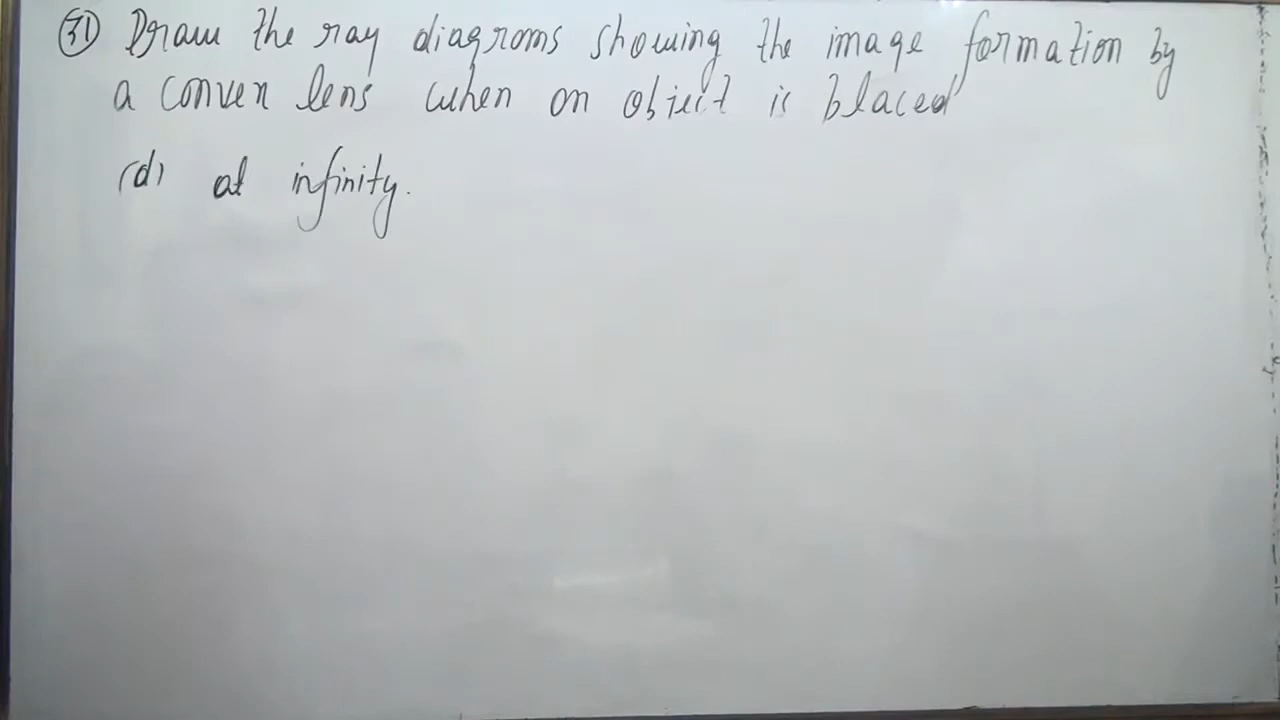 31 Draw the ray diagrams showing the image formation by
a convex lens when an object is placed
(d) at infinity.